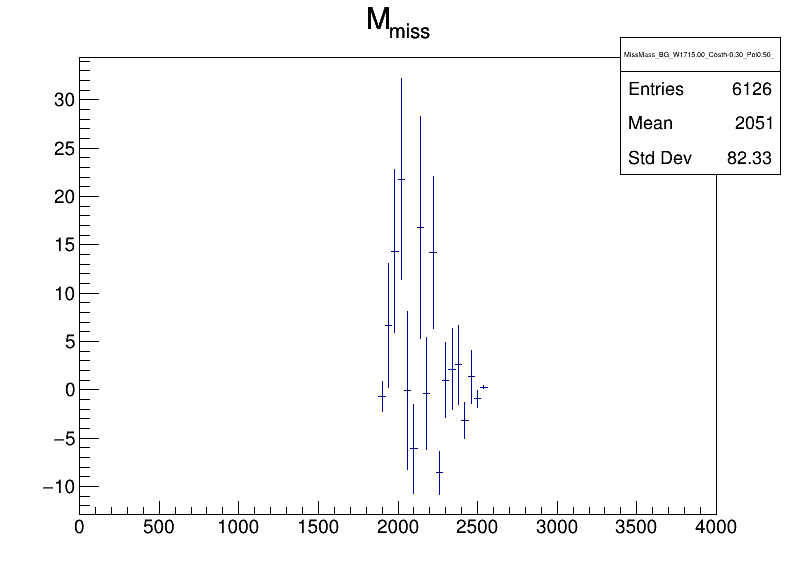 M_miss
MissMass_BG_W1715.00_Costh-0.30_Pol0.50_
Entries 6126
Mean 2051
Std Dev 82.33
30
25
20
15
10
5
0
−5
−10
0 500 1000 1500 2000 2500 3000 3500 4000